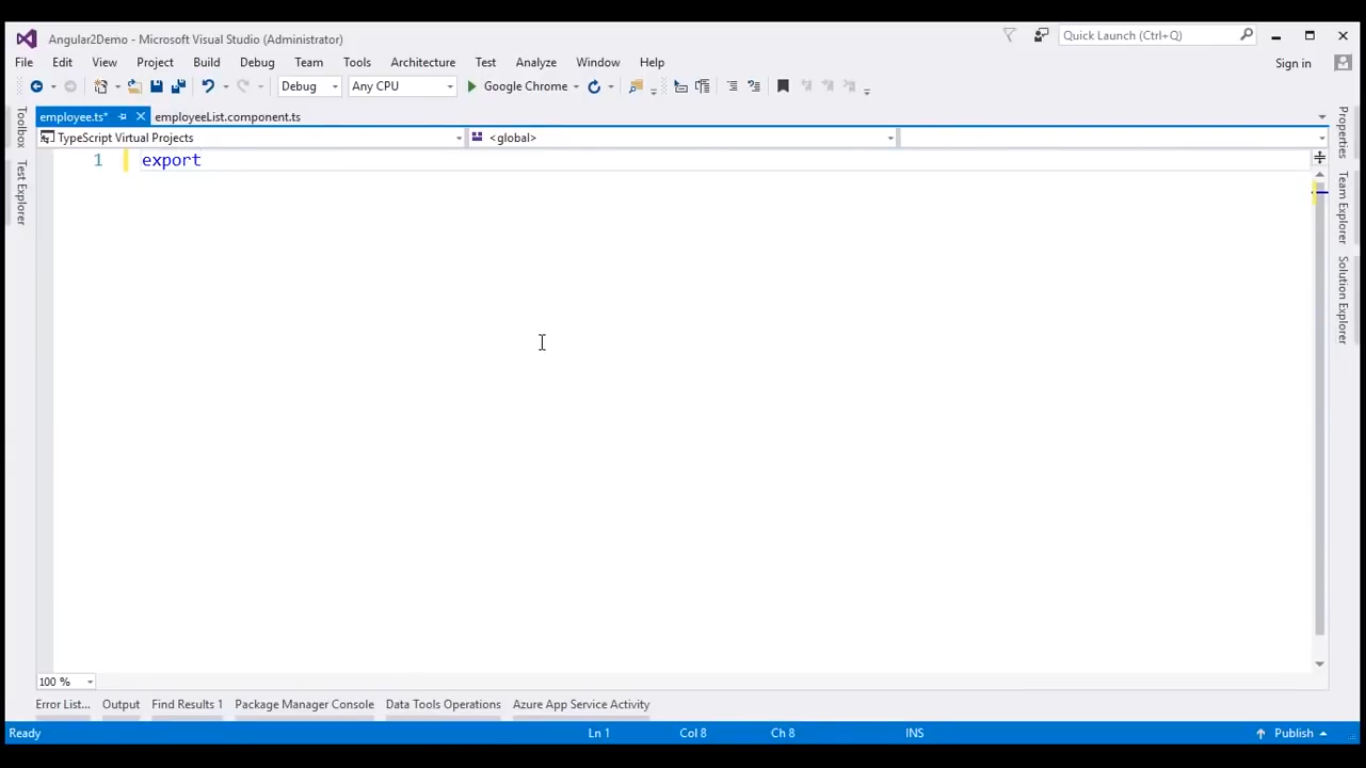 Angular2Demo - Microsoft Visual Studio (Administrator)
Quick Launch (Ctrl+Q)
File Edit View Project Build Debug Team Tools Architecture Test Analyze Window Help
Sign in
Debug Any CPU Google Chrome
employee.ts* employeeList.component.ts
TypeScript Virtual Projects <global>
1 export
Toolbox
Test Explorer
Properties
Team Explorer
Solution Explorer
100 %
Error List... Output Find Results 1 Package Manager Console Data Tools Operations Azure App Service Activity
Ready Ln 1 Col 8 Ch 8 INS Publish